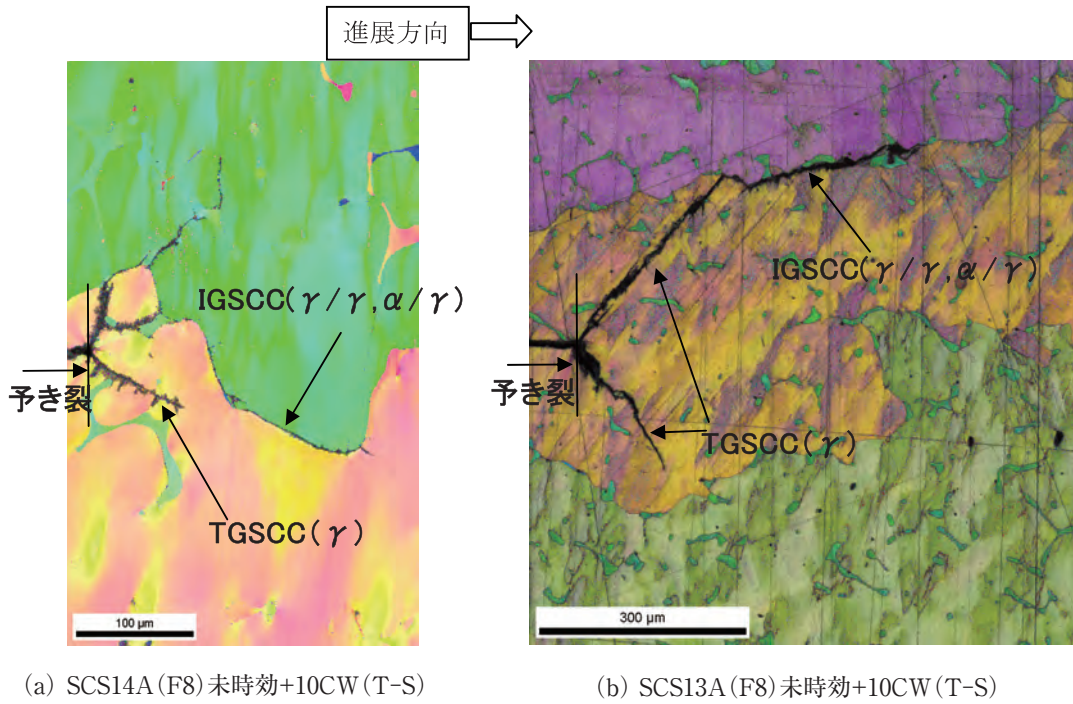 進展方向
IGSCC(γ/γ,α/γ)
予き裂
TGSCC(γ)
100 μm
IGSCC(γ/γ,α/γ)
予き裂
TGSCC(γ)
300 μm
(a) SCS14A(F8)未時効+10CW(T-S)
(b) SCS13A(F8)未時効+10CW(T-S)